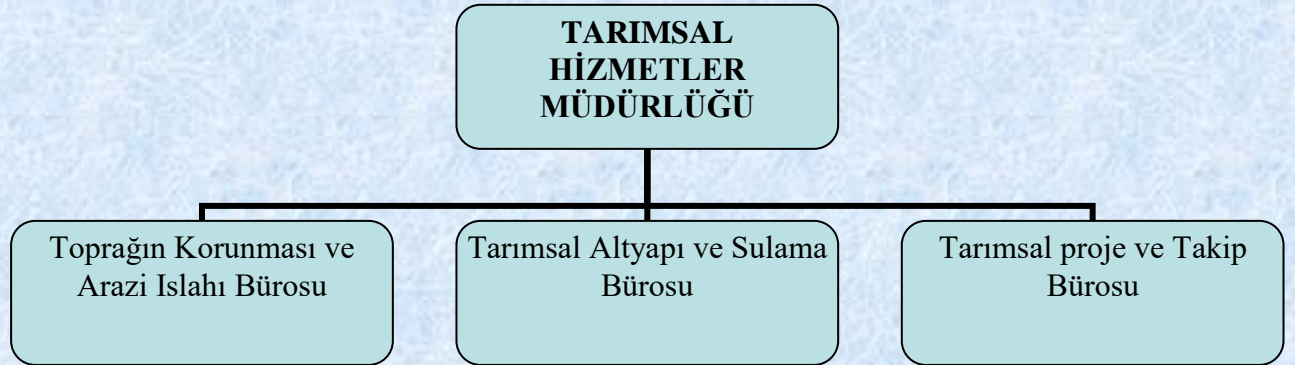 TARIMSAL
HİZMETLER
MÜDÜRLÜĞÜ
Toprağın Korunması ve
Arazi Islahı Bürosu
Tarımsal Altyapı ve Sulama
Bürosu
Tarımsal proje ve Takip
Bürosu